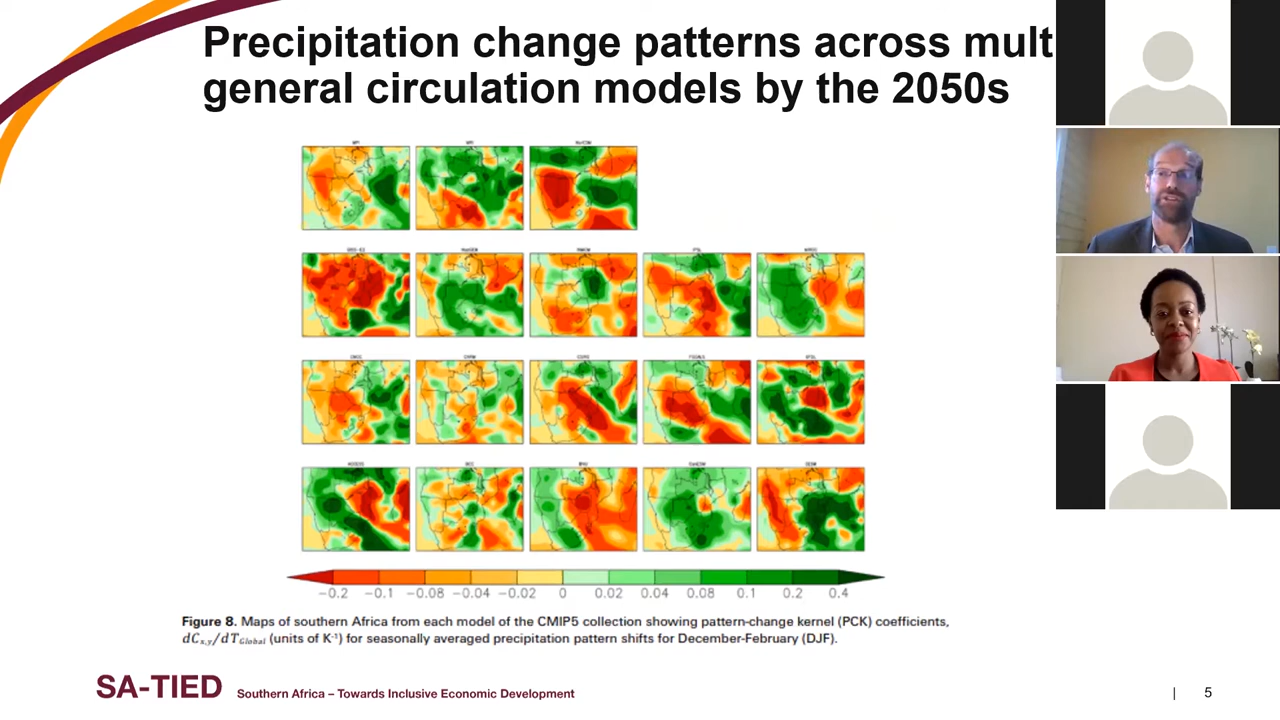 Precipitation change patterns across mult
general circulation models by the 2050s
-0.2 -0.1 -0.08 -0.04 -0.02 0 0.02 0.04 0.08 0.1 0.2 0.4
Figure 8. Maps of southern Africa from each model of the CMIP5 collection showing pattern-change kernel (PCK) coefficients,
dCx,y/dTGlobal (units of K-1) for seasonally averaged precipitation pattern shifts for December-February (DJF).
SA-TIED Southern Africa – Towards Inclusive Economic Development | 5